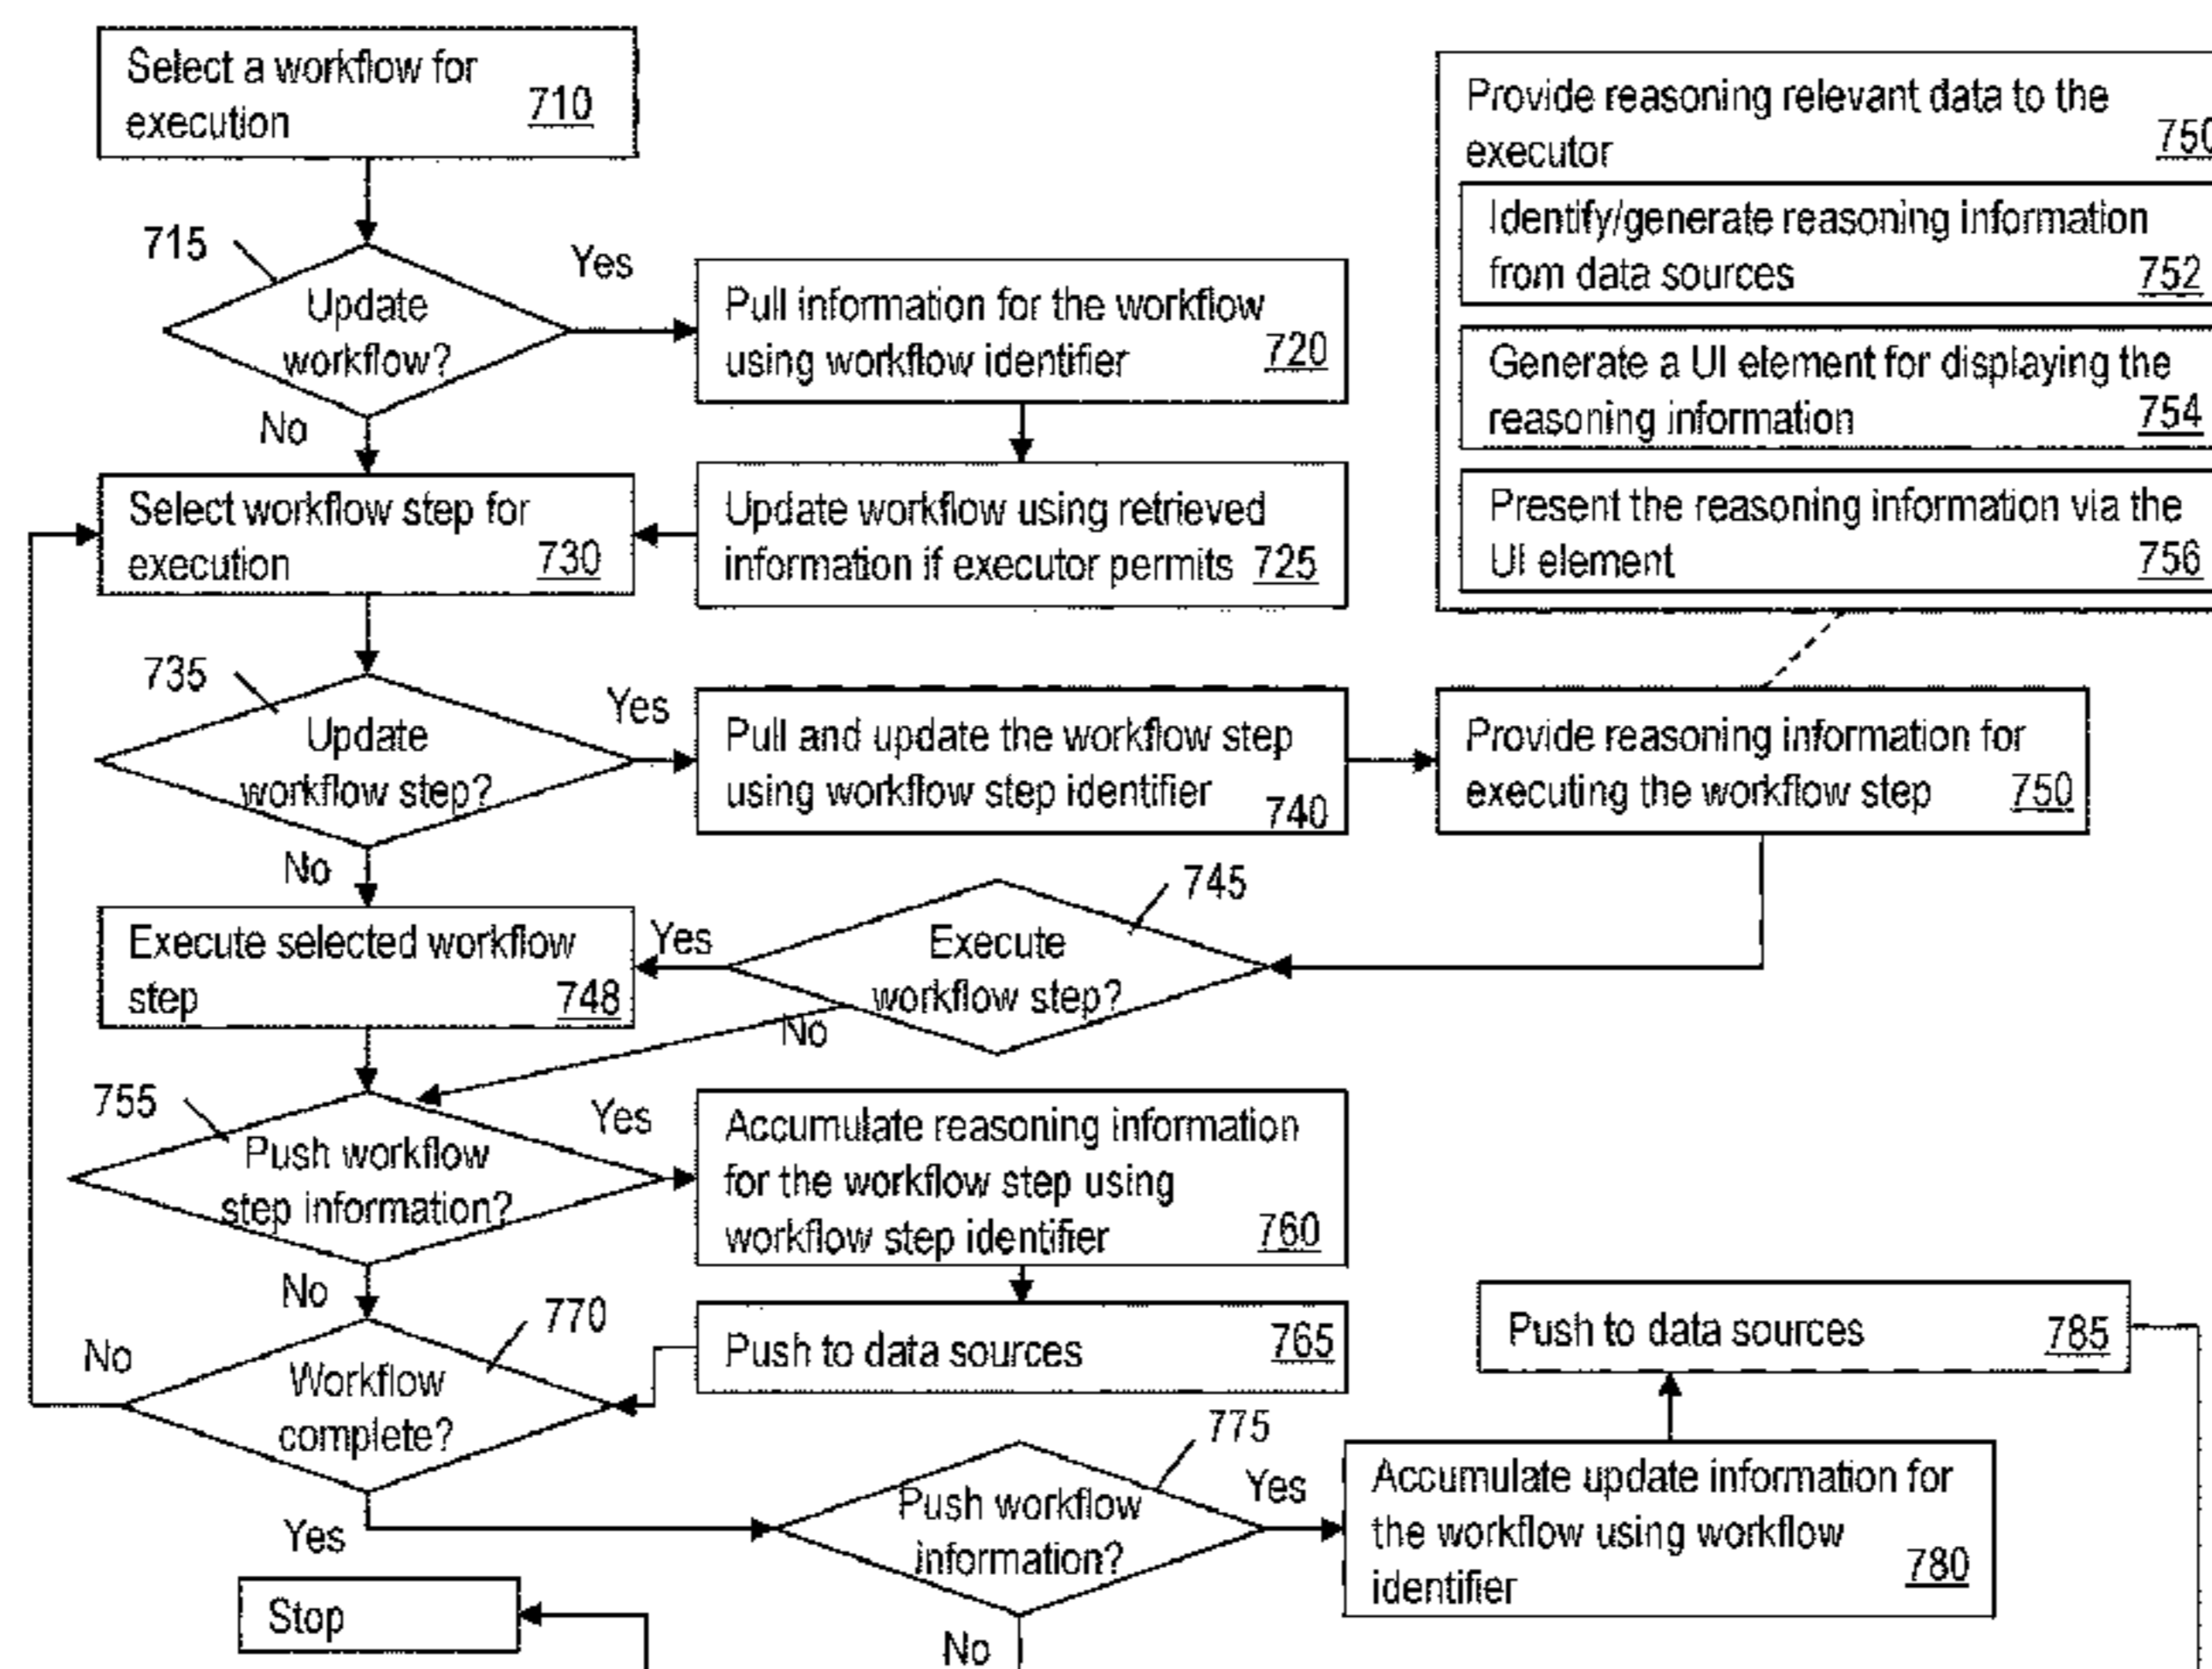 Select a workflow for
execution 710
715
Update
workflow?
Yes
No
Pull information for the workflow
using workflow identifier 720
Update workflow using retrieved
information if executor permits 725
Select workflow step for
execution 730
Provide reasoning relevant data to the
executor 750
Identify/generate reasoning information
from data sources 752
Generate a UI element for displaying the
reasoning information 754
Present the reasoning information via the
UI element 756
735
Update
workflow step?
Yes
No
Pull and update the workflow step
using workflow step identifier 740
Provide reasoning information for
executing the workflow step 750
745
Execute
workflow step?
Yes
No
Execute selected workflow
step 748
755
Push workflow
step information?
Yes
No
Accumulate reasoning information
for the workflow step using
workflow step identifier 760
Push to data sources 765
770
Workflow
complete?
No
Yes
775
Push workflow
information?
Yes
No
Accumulate update information for
the workflow using workflow
identifier 780
Push to data sources 785
Stop